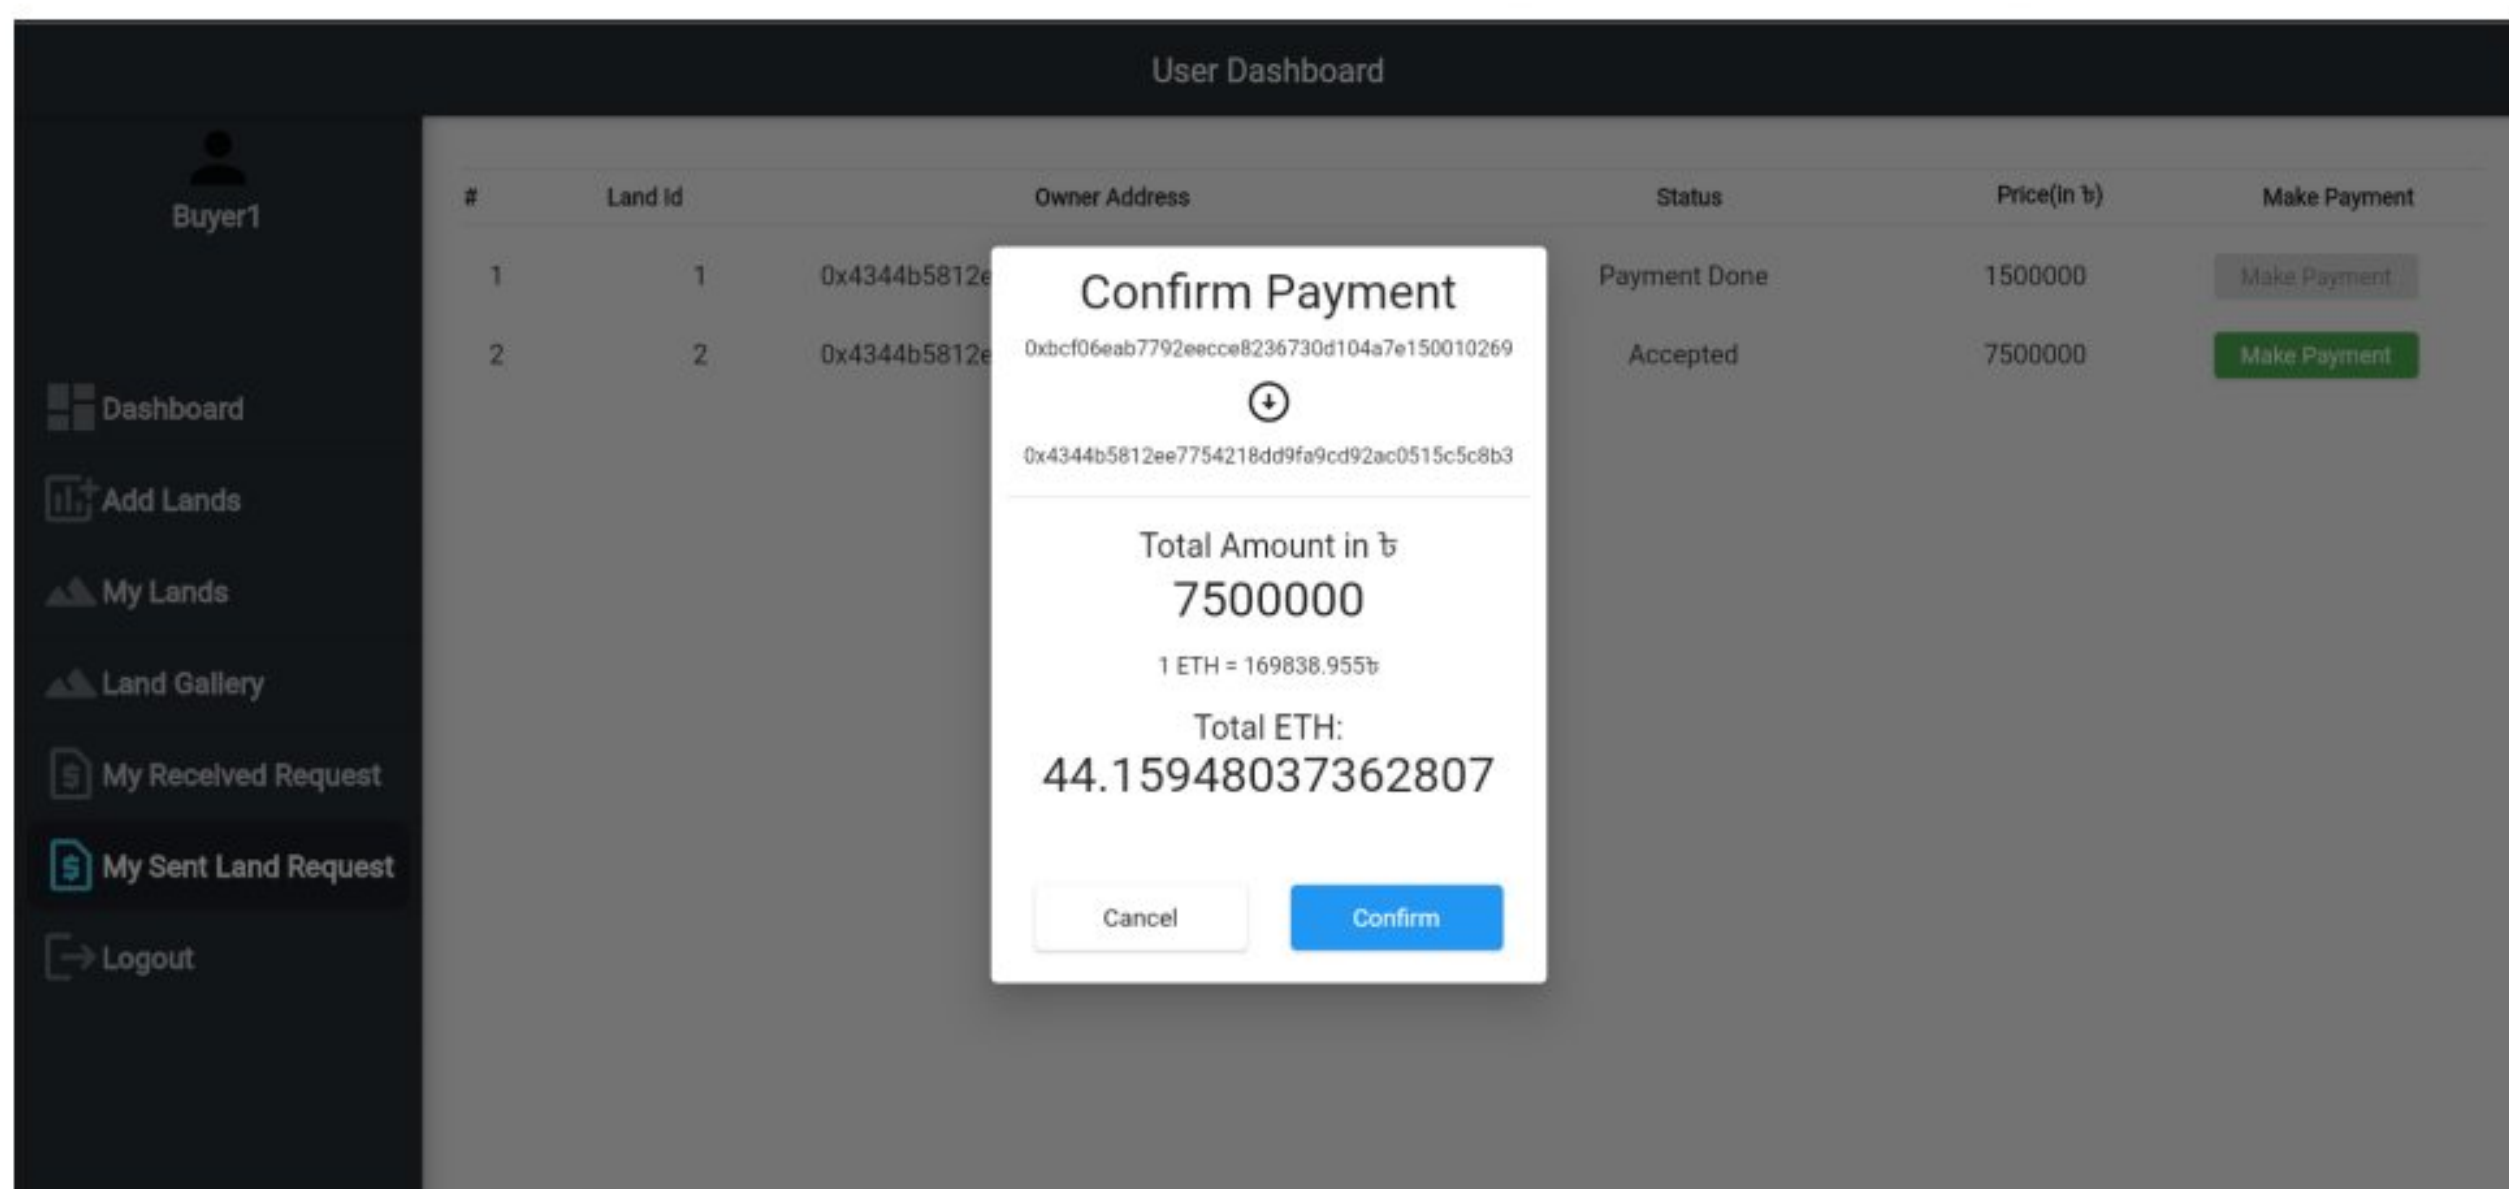 User Dashboard
Buyer1
Dashboard
Add Lands
My Lands
Land Gallery
My Received Request
My Sent Land Request
Logout
# Land Id Owner Address Status Price(in ৳) Make Payment
1 1 0x4344b5812e Payment Done 1500000 Make Payment
2 2 0x4344b5812e Accepted 7500000 Make Payment
Confirm Payment
0xbcf06eab7792eecce8236730d104a7e150010269
0x4344b5812ee7754218dd9fa9cd92ac0515c5c8b3
Total Amount in ৳
7500000
1 ETH = 169838.955৳
Total ETH:
44.15948037362807
Cancel Confirm